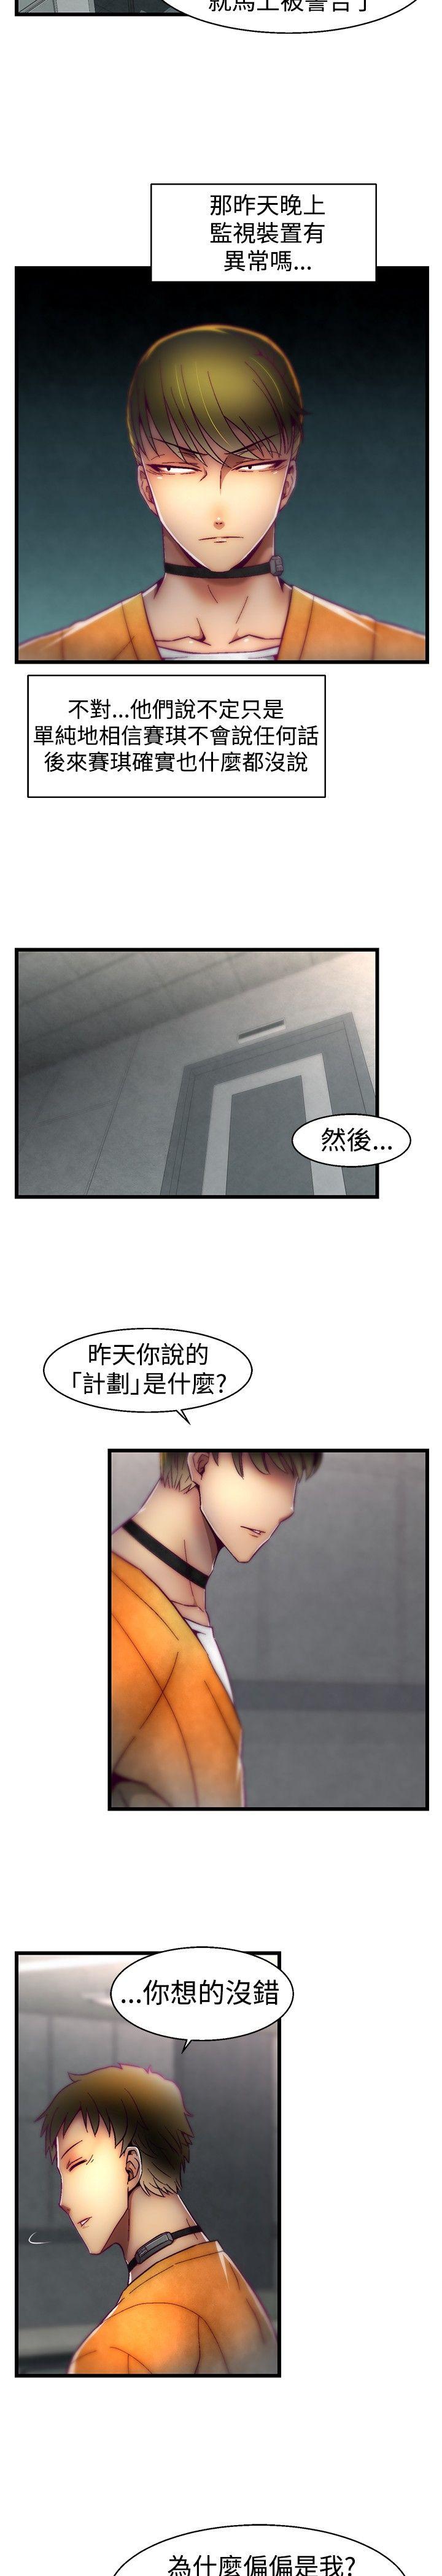 就馬上被警告了
那昨天晚上
監視裝置有
異常嗎...
不對...他們說不定只是
單純地相信賽琪不會說任何話
後來賽琪確實也什麼都沒說
然後...
昨天你說的
「計劃」是什麼?
...你想的沒錯
為什麼偏偏是我?